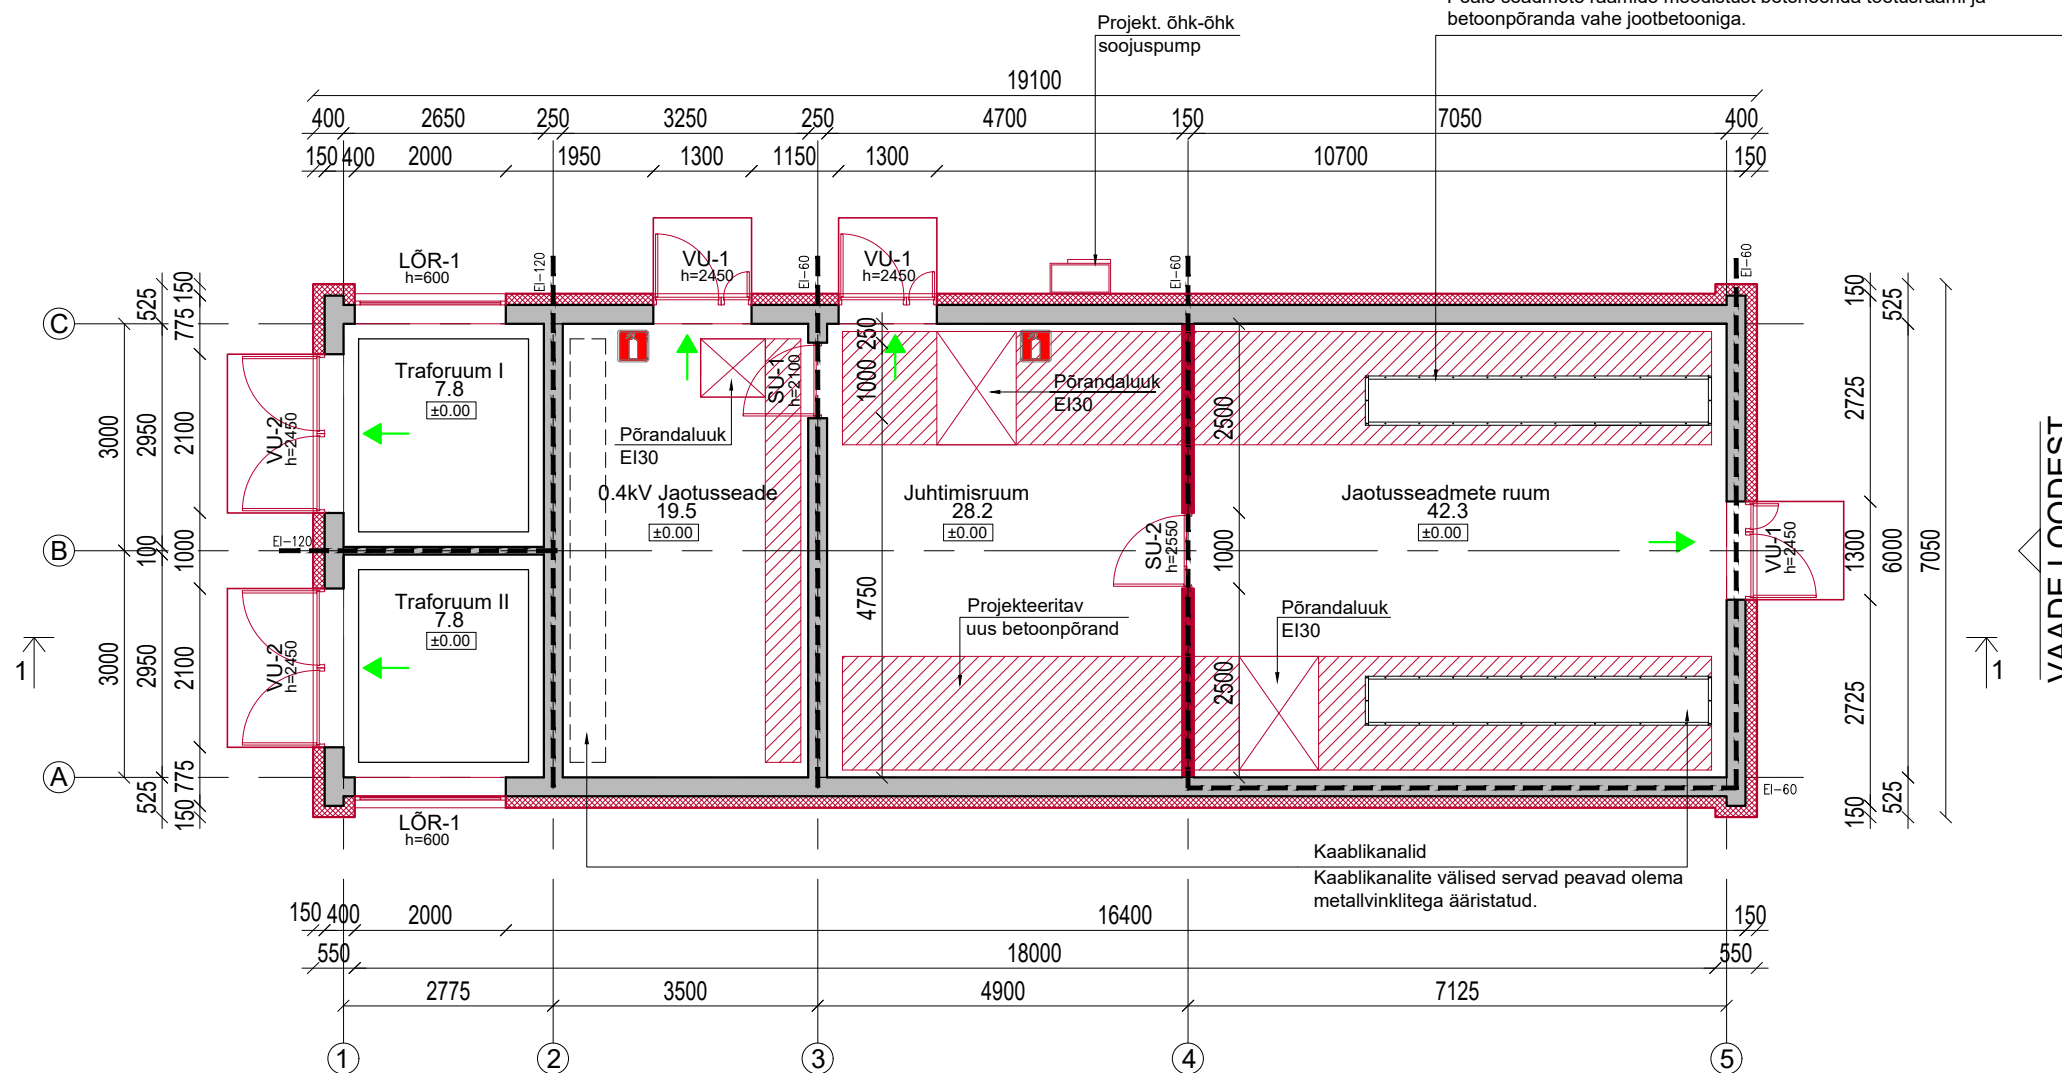 betoonpõranda vahe jootbetooniga.
Projekt. õhk-õhk
soojuspump
19100
400 2650 250 3250 250 4700 150 7050 400
150 400 2000 1950 1300 1150 1300 10700 150
LÕR-1
h=600
EI-120
VU-1
h=2450
EI-60
VU-1
h=2450
EI-60
EI-60
C
B
A
525 775 150
3000 2950 2100
100 1000
3000 2950 2100
525 775 150
VU-2
h=2450
VU-2
h=2450
EI-120
Traforuum I
7.8
±0.00
Traforuum II
7.8
±0.00
Põrandaluuk
EI30
0.4kV Jaotusseade
19.5
±0.00
SU-1
h=2100
250
1000
4750
Põrandaluuk
EI30
Juhtimisruum
28.2
±0.00
Projekteeritav
uus betoonpõrand
SU-2
h=2550
2500
1000
2500
Jaotusseadmete ruum
42.3
±0.00
Põrandaluuk
EI30
VU-1
h=2450
EI-60
150 525
2725
1300 6000 7050
2725
150 525
VAADE LOODEST
1
1
LÕR-1
h=600
Kaablikanalid
Kaablikanalite välised servad peavad olema
metallvinklitega ääristatud.
150 400 2000 16400 150
550 18000 550
2775 3500 4900 7125
1 2 3 4 5